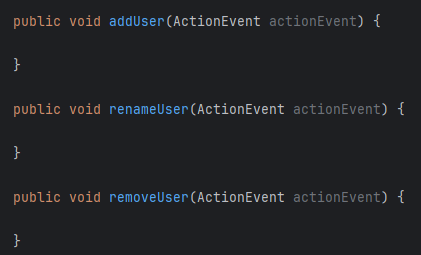 public void addUser(ActionEvent actionEvent) {
}
public void renameUser(ActionEvent actionEvent) {
}
public void removeUser(ActionEvent actionEvent) {
}